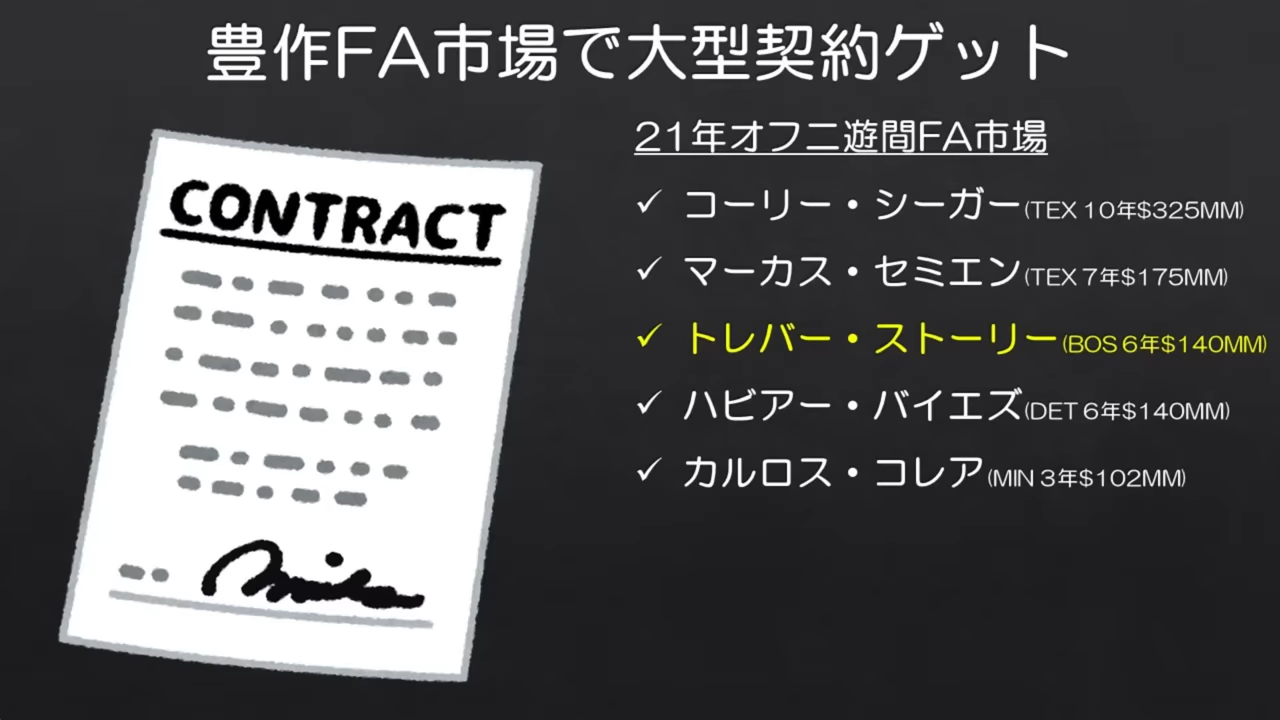 豊作FA市場で大型契約ゲット
CONTRACT
21年オフ二遊間FA市場
✓ コーリー・シーガー(TEX 10年$325MM)
✓ マーカス・セミエン(TEX 7年$175MM)
✓ トレバー・ストーリー(BOS 6年$140MM)
✓ ハビアー・バイエズ(DET 6年$140MM)
✓ カルロス・コレア(MIN 3年$102MM)